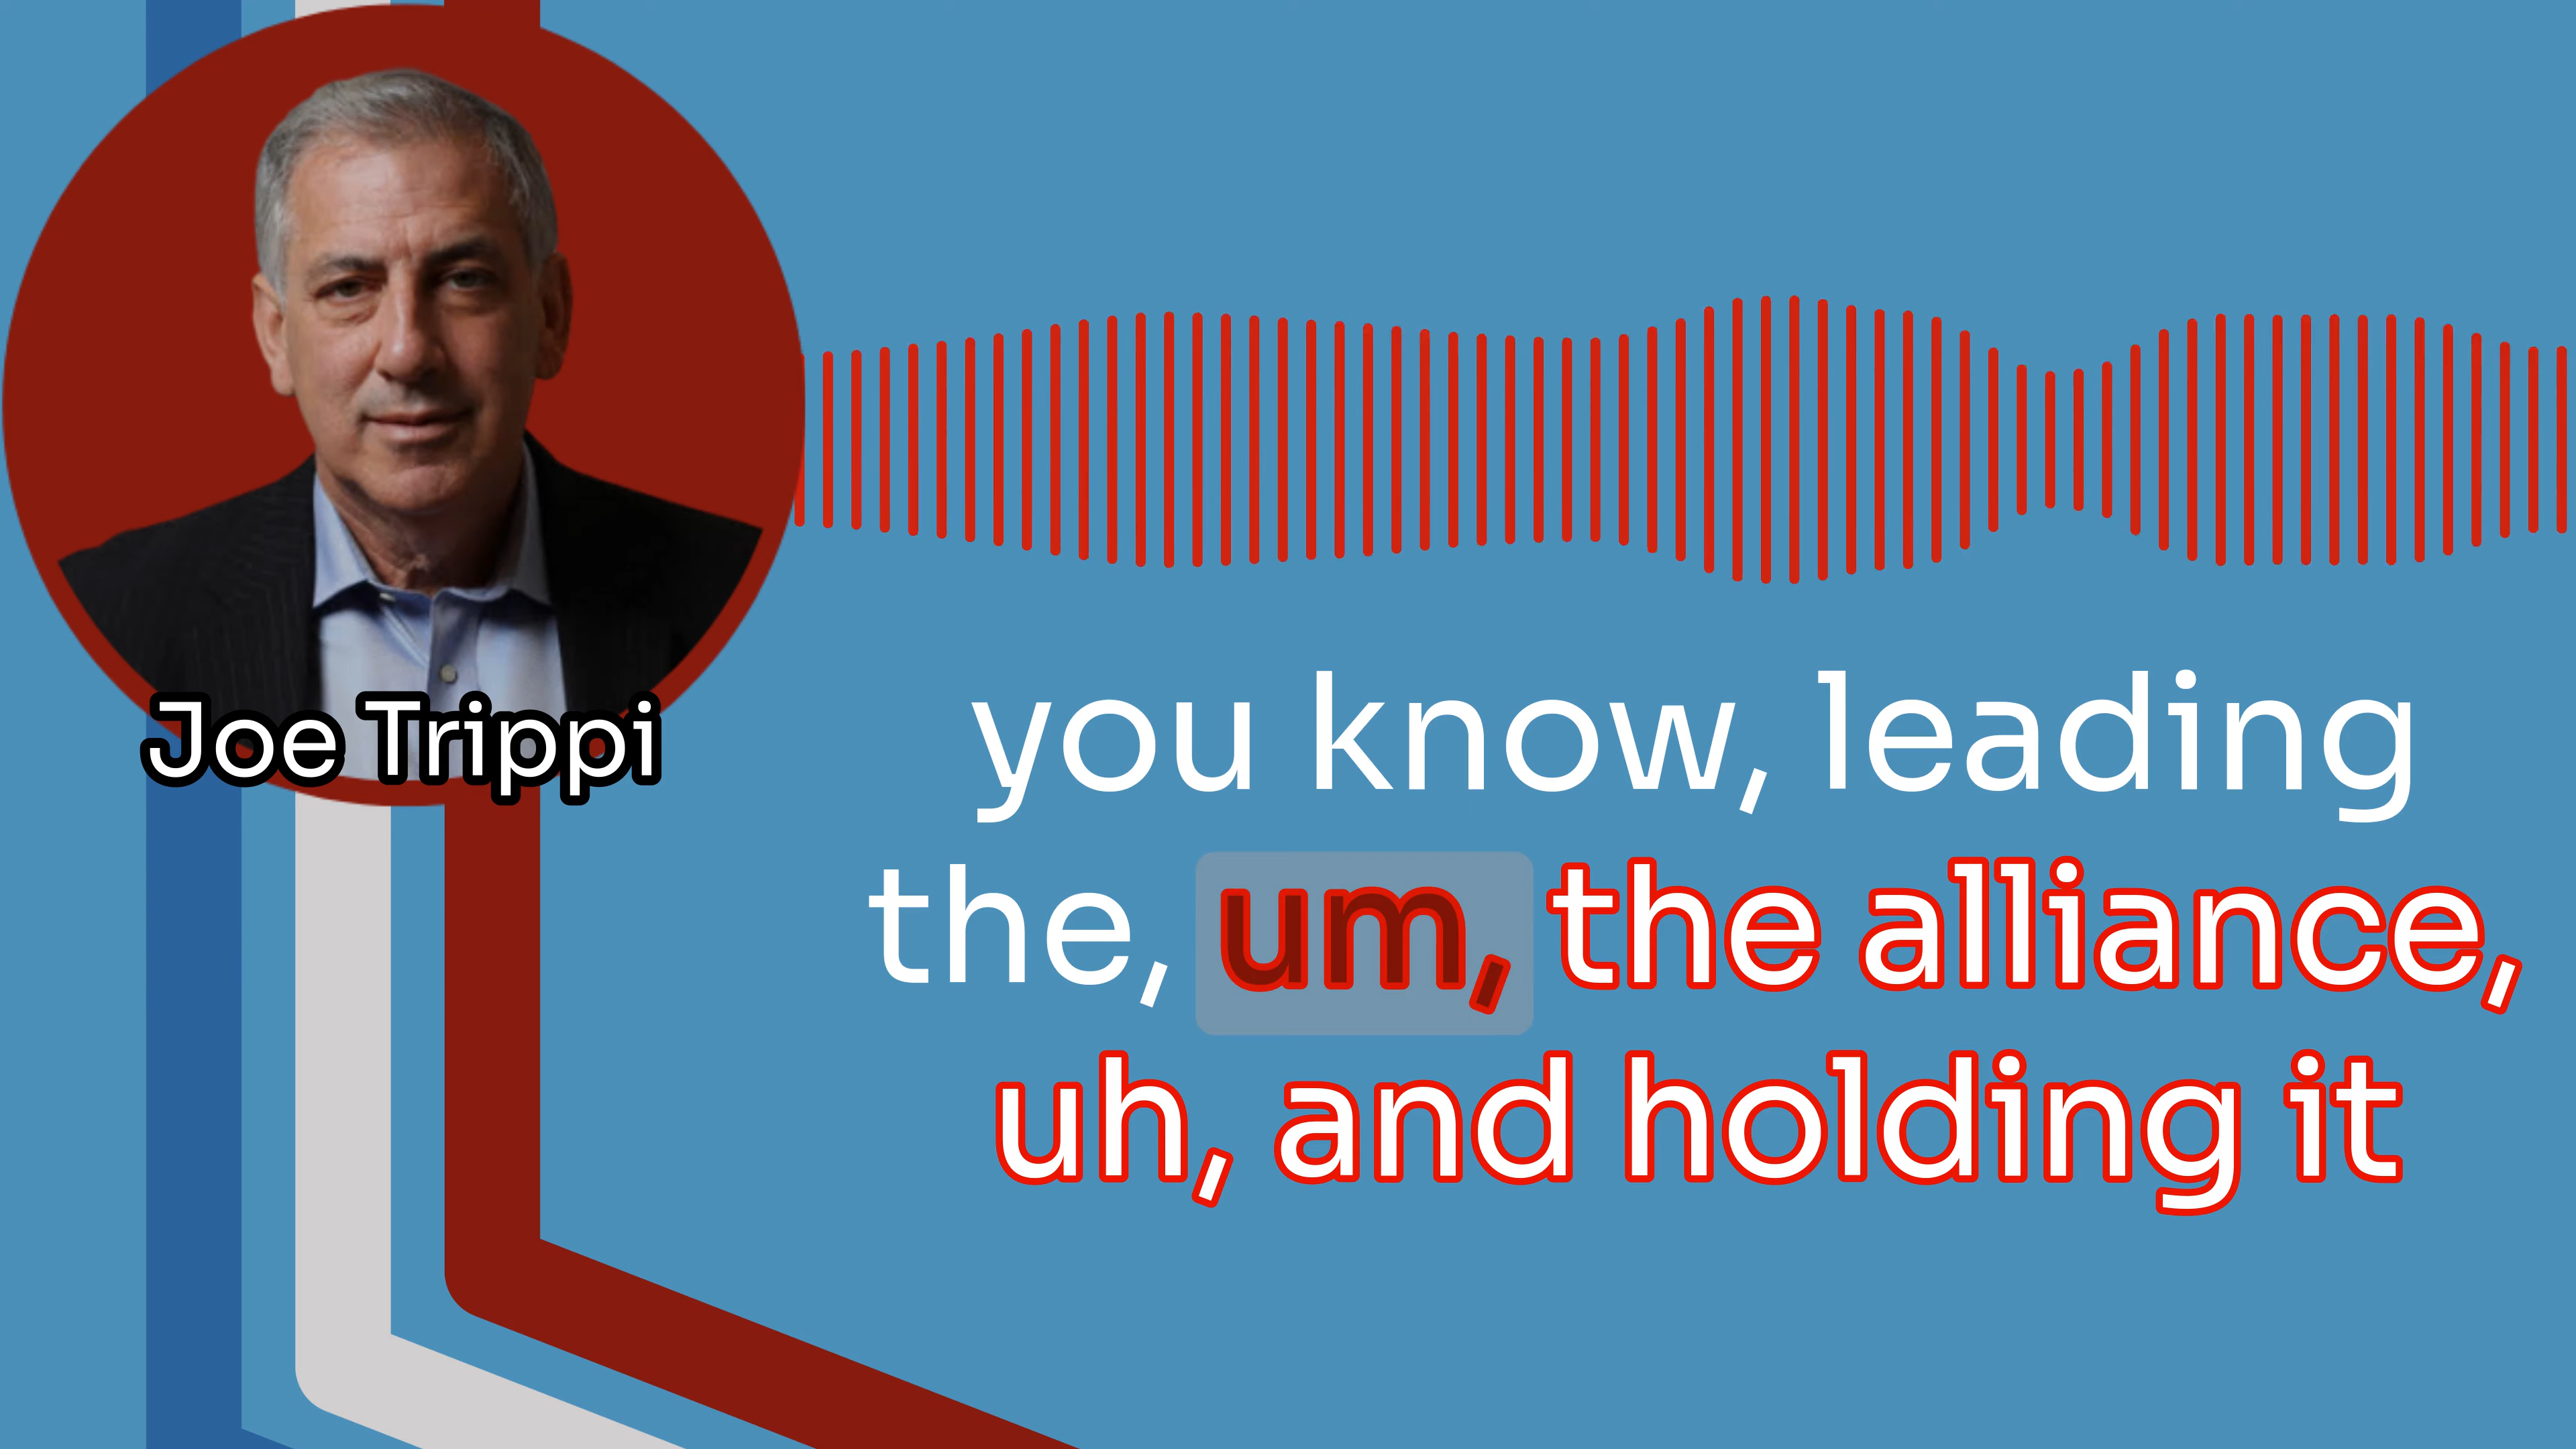 Joe Trippi
you know, leading
the, um, the alliance,
uh, and holding it